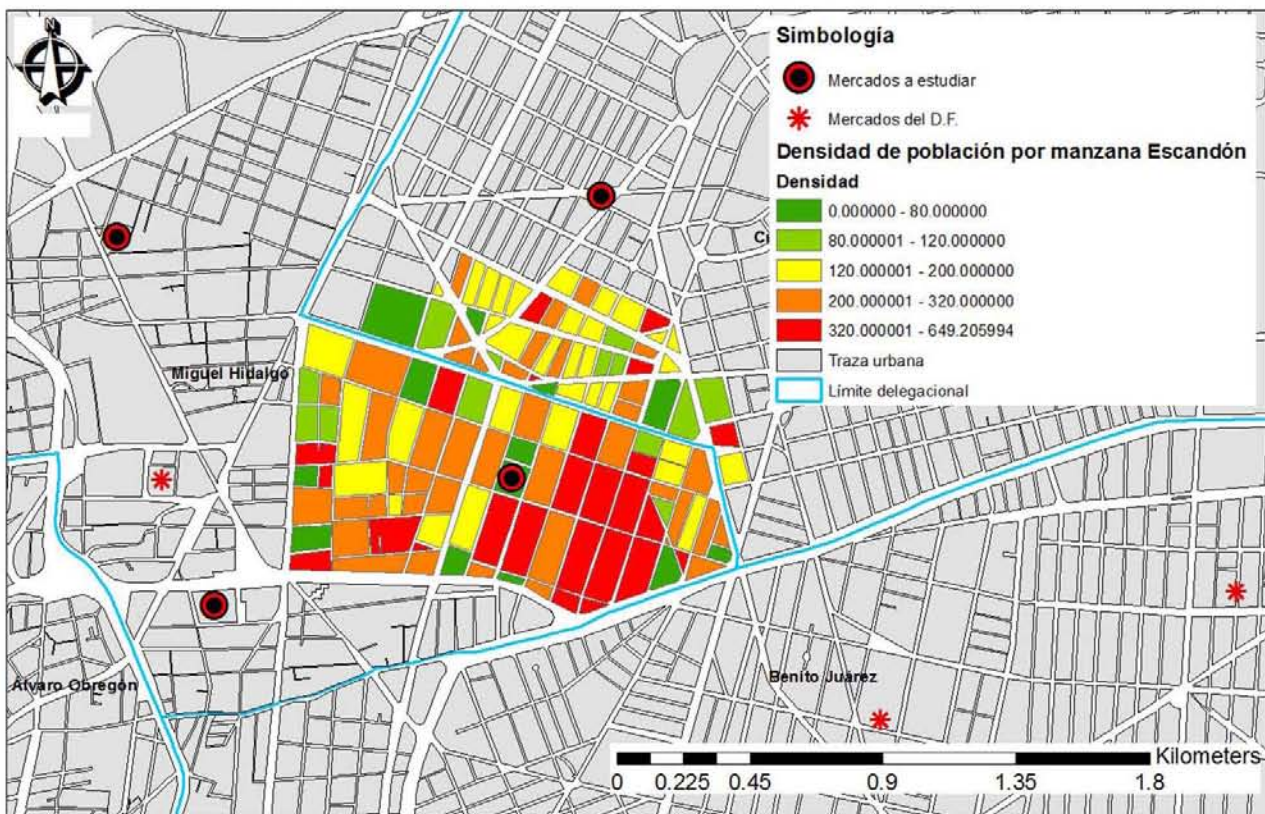 N
Simbología
Mercados a estudiar
Mercados del D.F.
Densidad de población por manzana Escandón
Densidad
0.000000 - 80.000000
80.000001 - 120.000000
120.000001 - 200.000000
200.000001 - 320.000000
320.000001 - 649.205994
Traza urbana
Límite delegacional
Miguel Hidalgo
Álvaro Obregón
Benito Juárez
Kilometers
0 0.225 0.45 0.9 1.35 1.8